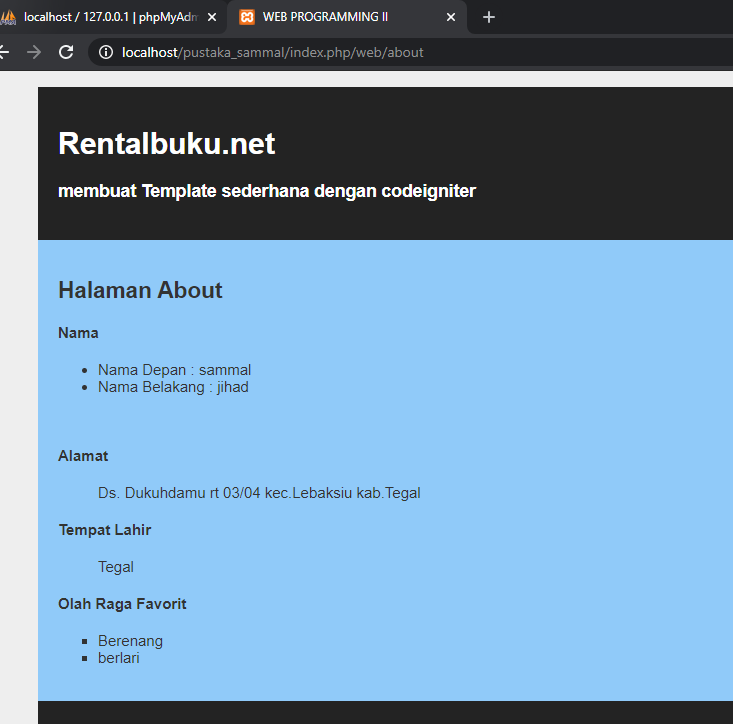 localhost / 127.0.0.1 | phpMyAdm
WEB PROGRAMMING II
localhost/pustaka_sammal/index.php/web/about
Rentalbuku.net
membuat Template sederhana dengan codeigniter
Halaman About
Nama
Nama Depan : sammal
Nama Belakang : jihad
Alamat
Ds. Dukuhdamu rt 03/04 kec.Lebaksiu kab.Tegal
Tempat Lahir
Tegal
Olah Raga Favorit
Berenang
berlari